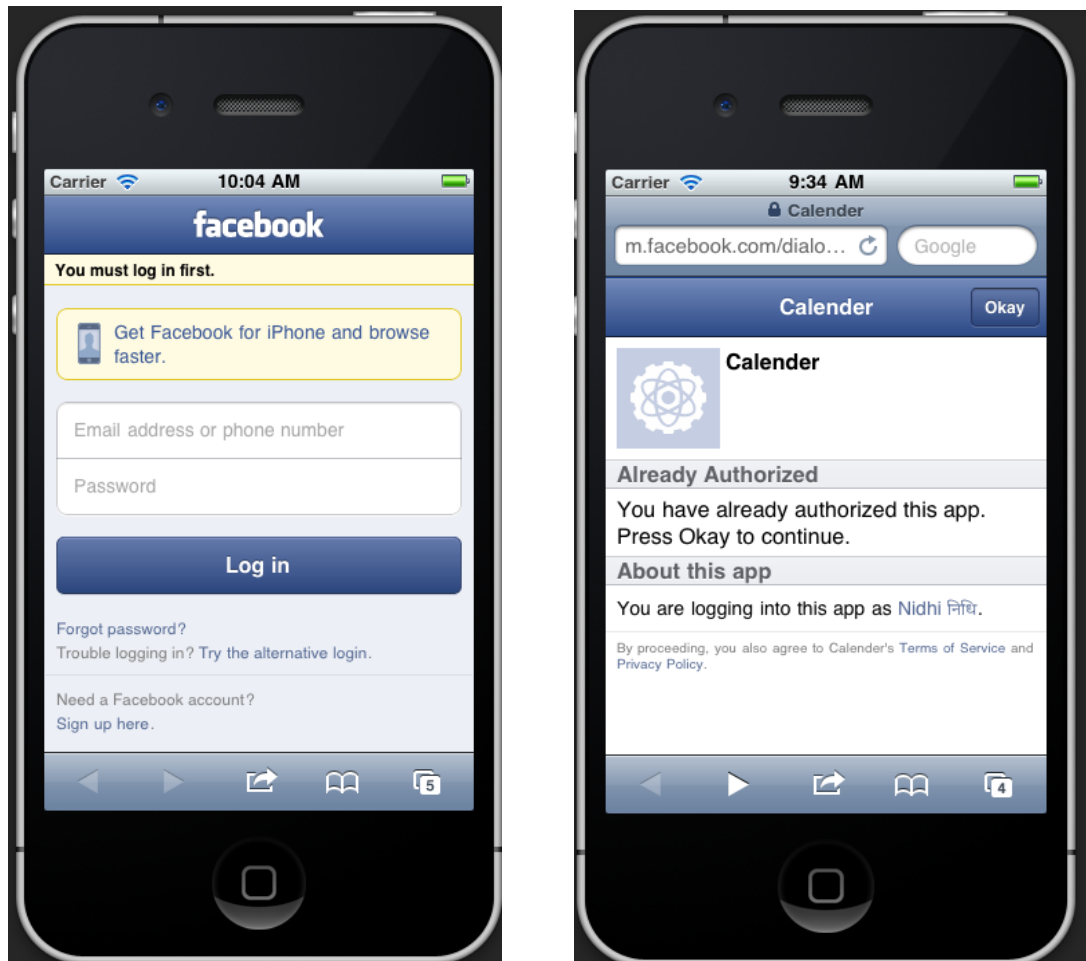 Carrier 10:04 AM
facebook
You must log in first.
Get Facebook for iPhone and browse
faster.
Email address or phone number
Password
Log in
Forgot password?
Trouble logging in? Try the alternative login.
Need a Facebook account?
Sign up here.
5
Carrier 9:34 AM
Calender
m.facebook.com/dialo... Google
Calender Okay
Calender
Already Authorized
You have already authorized this app.
Press Okay to continue.
About this app
You are logging into this app as Nidhi निधि.
By proceeding, you also agree to Calender's Terms of Service and
Privacy Policy.
4